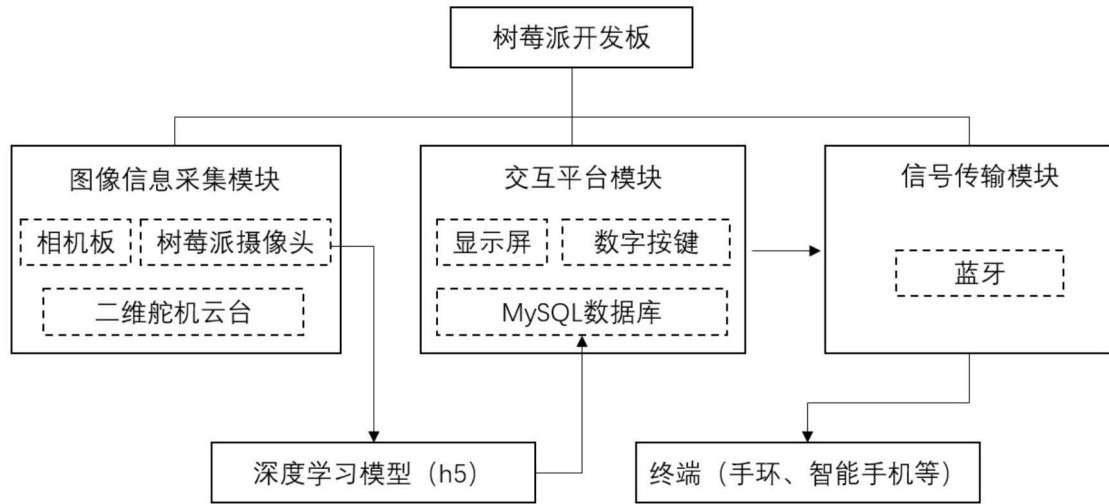 树莓派开发板
图像信息采集模块
相机板
树莓派摄像头
二维舵机云台
交互平台模块
显示屏
数字按键
MySQL数据库
信号传输模块
蓝牙
深度学习模型（h5）
终端（手环、智能手机等）